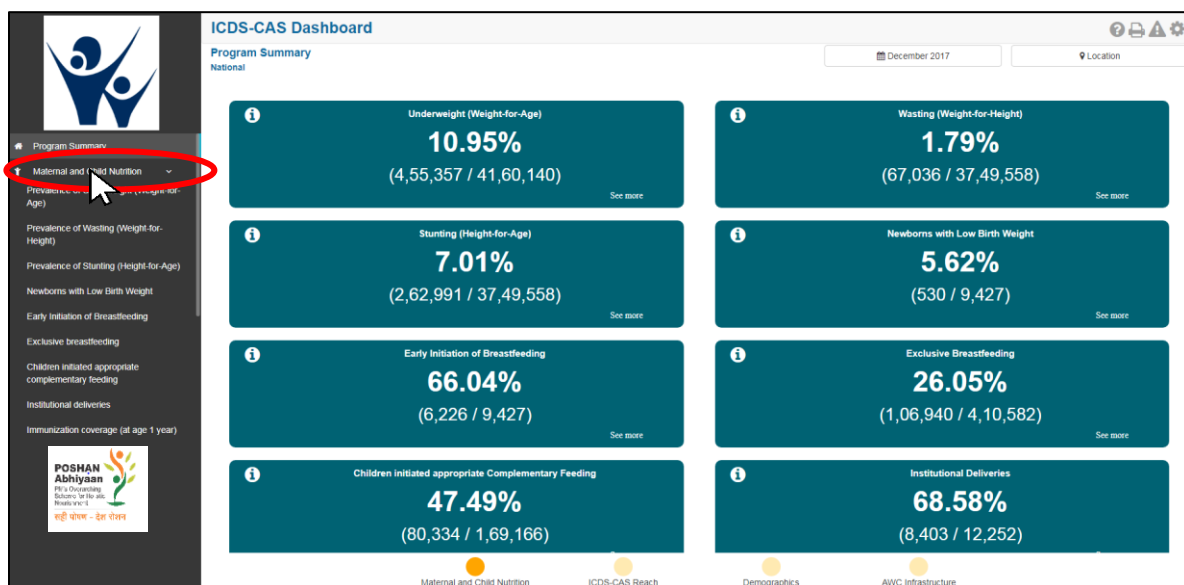 ICDS-CAS Dashboard
Program Summary
National
December 2017
Location
Program Summary
Maternal and Child Nutrition
Prevalence of (Weight-for-
Age)
Prevalence of Wasting (Weight-for-
Height)
Prevalence of Stunting (Height-for-Age)
Newborns with Low Birth Weight
Early Initiation of Breastfeeding
Exclusive breastfeeding
Children initiated appropriate
complementary feeding
Institutional deliveries
Immunization coverage (at age 1 year)
POSHAN
Abhiyaan
PM's Overarching
सही पोषण - देश रोशन
Underweight (Weight-for-Age)
10.95%
(4,55,357 / 41,60,140)
See more
Wasting (Weight-for-Height)
1.79%
(67,036 / 37,49,558)
See more
Stunting (Height-for-Age)
7.01%
(2,62,991 / 37,49,558)
See more
Newborns with Low Birth Weight
5.62%
(530 / 9,427)
See more
Early Initiation of Breastfeeding
66.04%
(6,226 / 9,427)
See more
Exclusive Breastfeeding
26.05%
(1,06,940 / 4,10,582)
See more
Children initiated appropriate Complementary Feeding
47.49%
(80,334 / 1,69,166)
Institutional Deliveries
68.58%
(8,403 / 12,252)
Maternal and Child Nutrition
ICDS-CAS Reach
Demographics
AWC Infrastructure